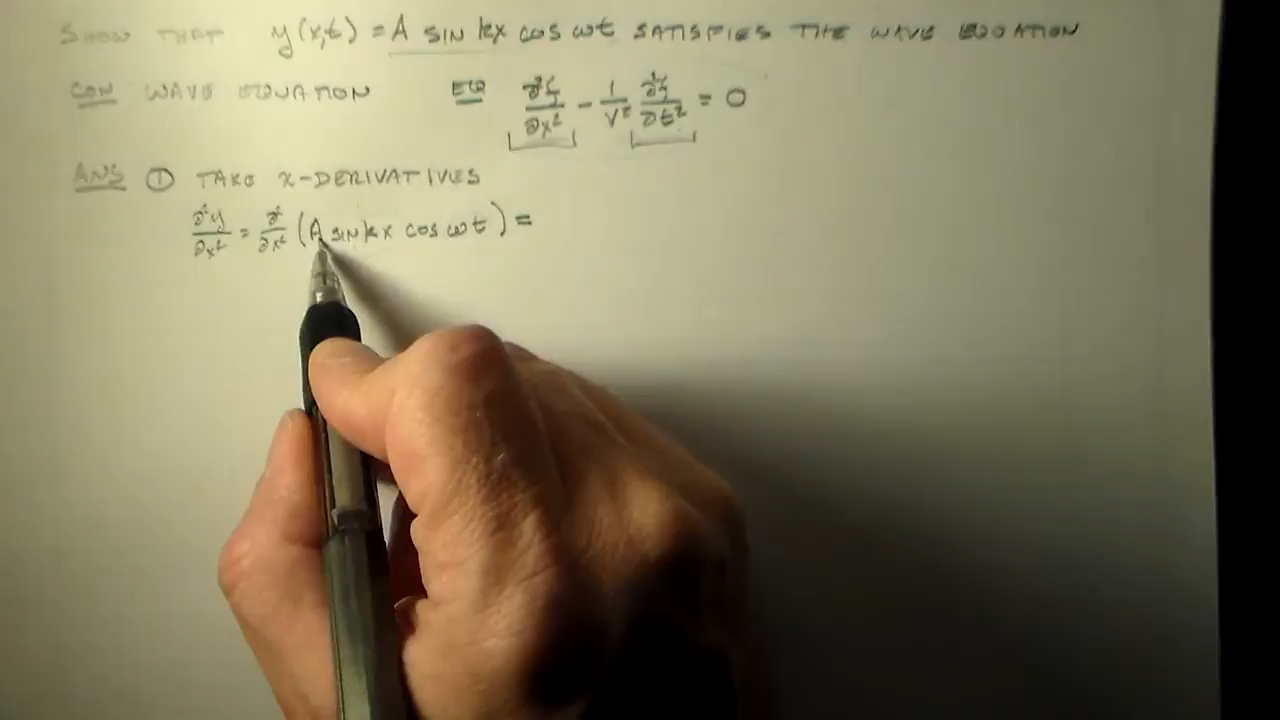 SHOW THAT y(x,t) = A SIN kx COS ωt SATISFIES THE WAVE EQUATION
CON WAVE EQUATION EQ ∂²y/∂x² - 1/v² ∂²y/∂t² = 0
ANS ① TAKE X-DERIVATIVES
∂²y/∂x² = ∂²/∂x² (A SIN kx COS ωt) =